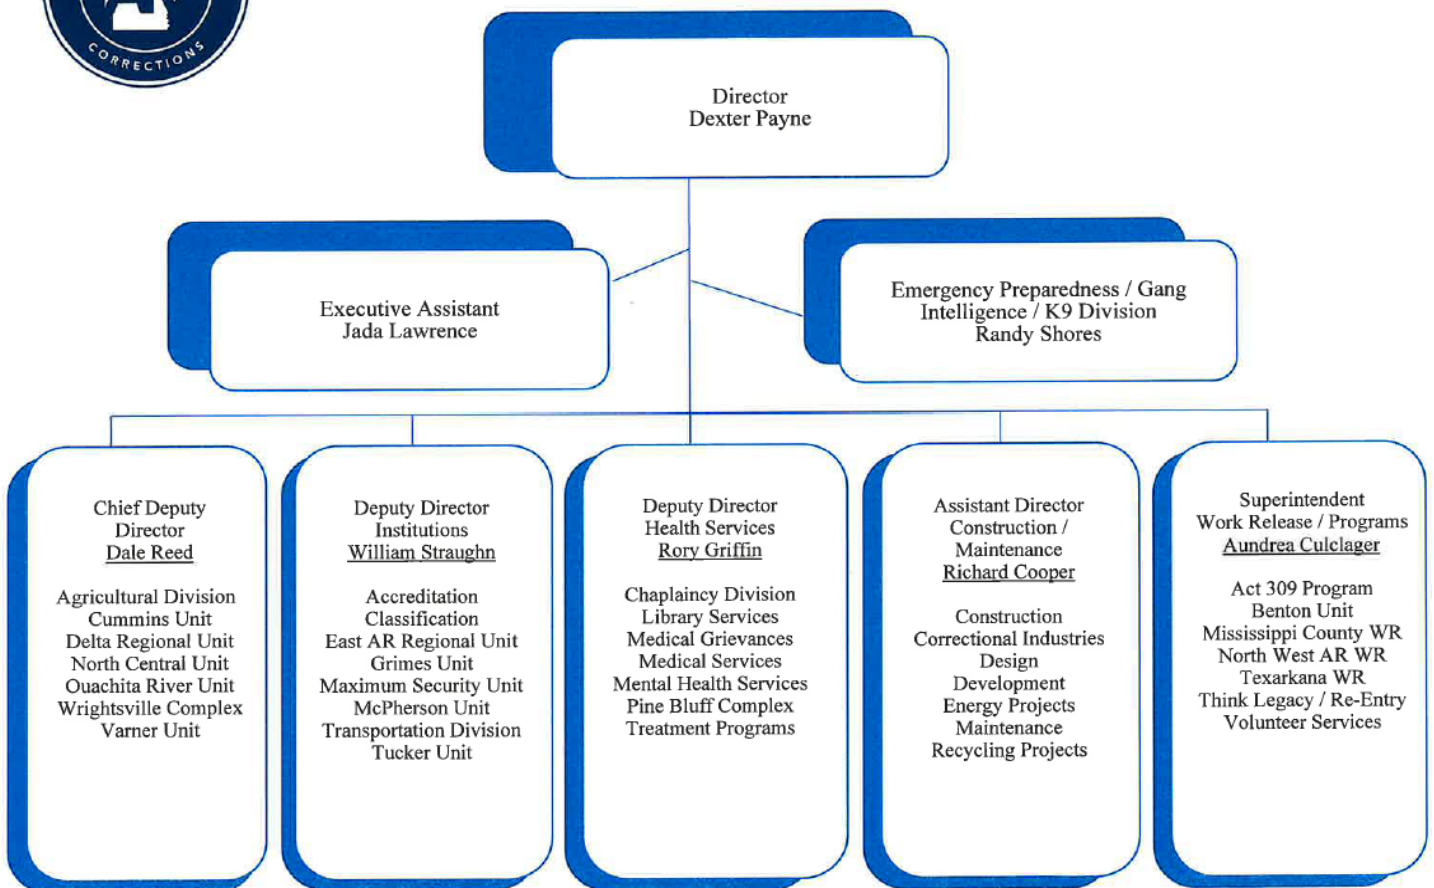 CORRECTIONS
Director
Dexter Payne
Executive Assistant
Jada Lawrence
Emergency Preparedness / Gang
Intelligence / K9 Division
Randy Shores
Chief Deputy
Director
Dale Reed
Agricultural Division
Cummins Unit
Delta Regional Unit
North Central Unit
Ouachita River Unit
Wrightsville Complex
Varner Unit
Deputy Director
Institutions
William Straughn
Accreditation
Classification
East AR Regional Unit
Grimes Unit
Maximum Security Unit
McPherson Unit
Transportation Division
Tucker Unit
Deputy Director
Health Services
Rory Griffin
Chaplaincy Division
Library Services
Medical Grievances
Medical Services
Mental Health Services
Pine Bluff Complex
Treatment Programs
Assistant Director
Construction /
Maintenance
Richard Cooper
Construction
Correctional Industries
Design
Development
Energy Projects
Maintenance
Recycling Projects
Superintendent
Work Release / Programs
Aundrea Culclager
Act 309 Program
Benton Unit
Mississippi County WR
North West AR WR
Texarkana WR
Think Legacy / Re-Entry
Volunteer Services